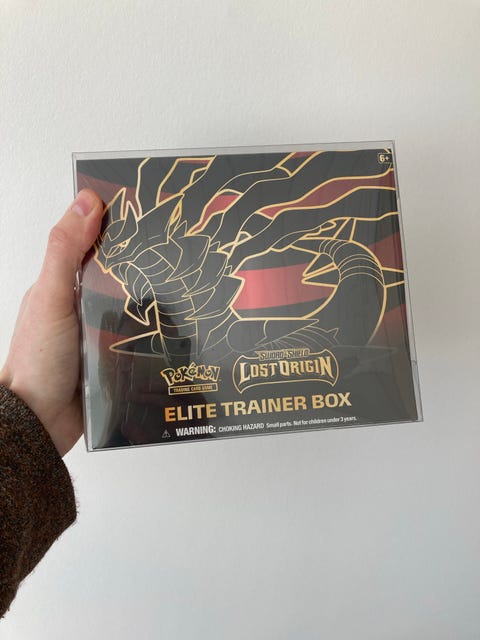 6+
POKÉMON
TRADING CARD GAME
SWORD & SHIELD
LOST ORIGIN
ELITE TRAINER BOX
⚠ WARNING: CHOKING HAZARD Small parts. Not for children under 3 years.